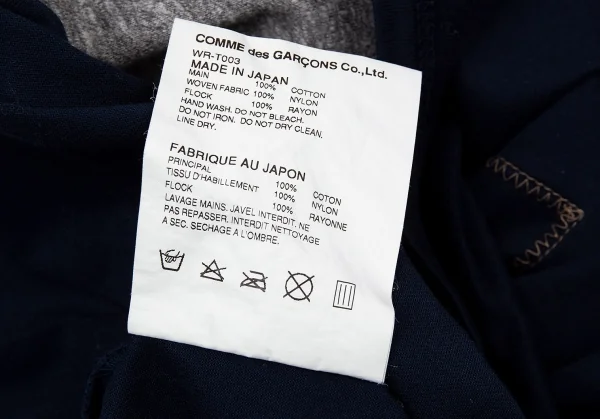 COMME des GARÇONS Co.,Ltd.
WR-T003
MADE IN JAPAN
MAIN 100% COTTON
WOVEN FABRIC 100% NYLON
FLOCK 100% RAYON
HAND WASH. DO NOT BLEACH.
DO NOT IRON. DO NOT DRY CLEAN.
LINE DRY.
FABRIQUE AU JAPON
PRINCIPAL 100% COTON
TISSU D'HABILLEMENT 100% NYLON
FLOCK 100% RAYONNE
LAVAGE MAINS. JAVEL INTERDIT. NE
PAS REPASSER. INTERDIT NETTOYAGE
A SEC. SECHAGE A L'OMBRE.